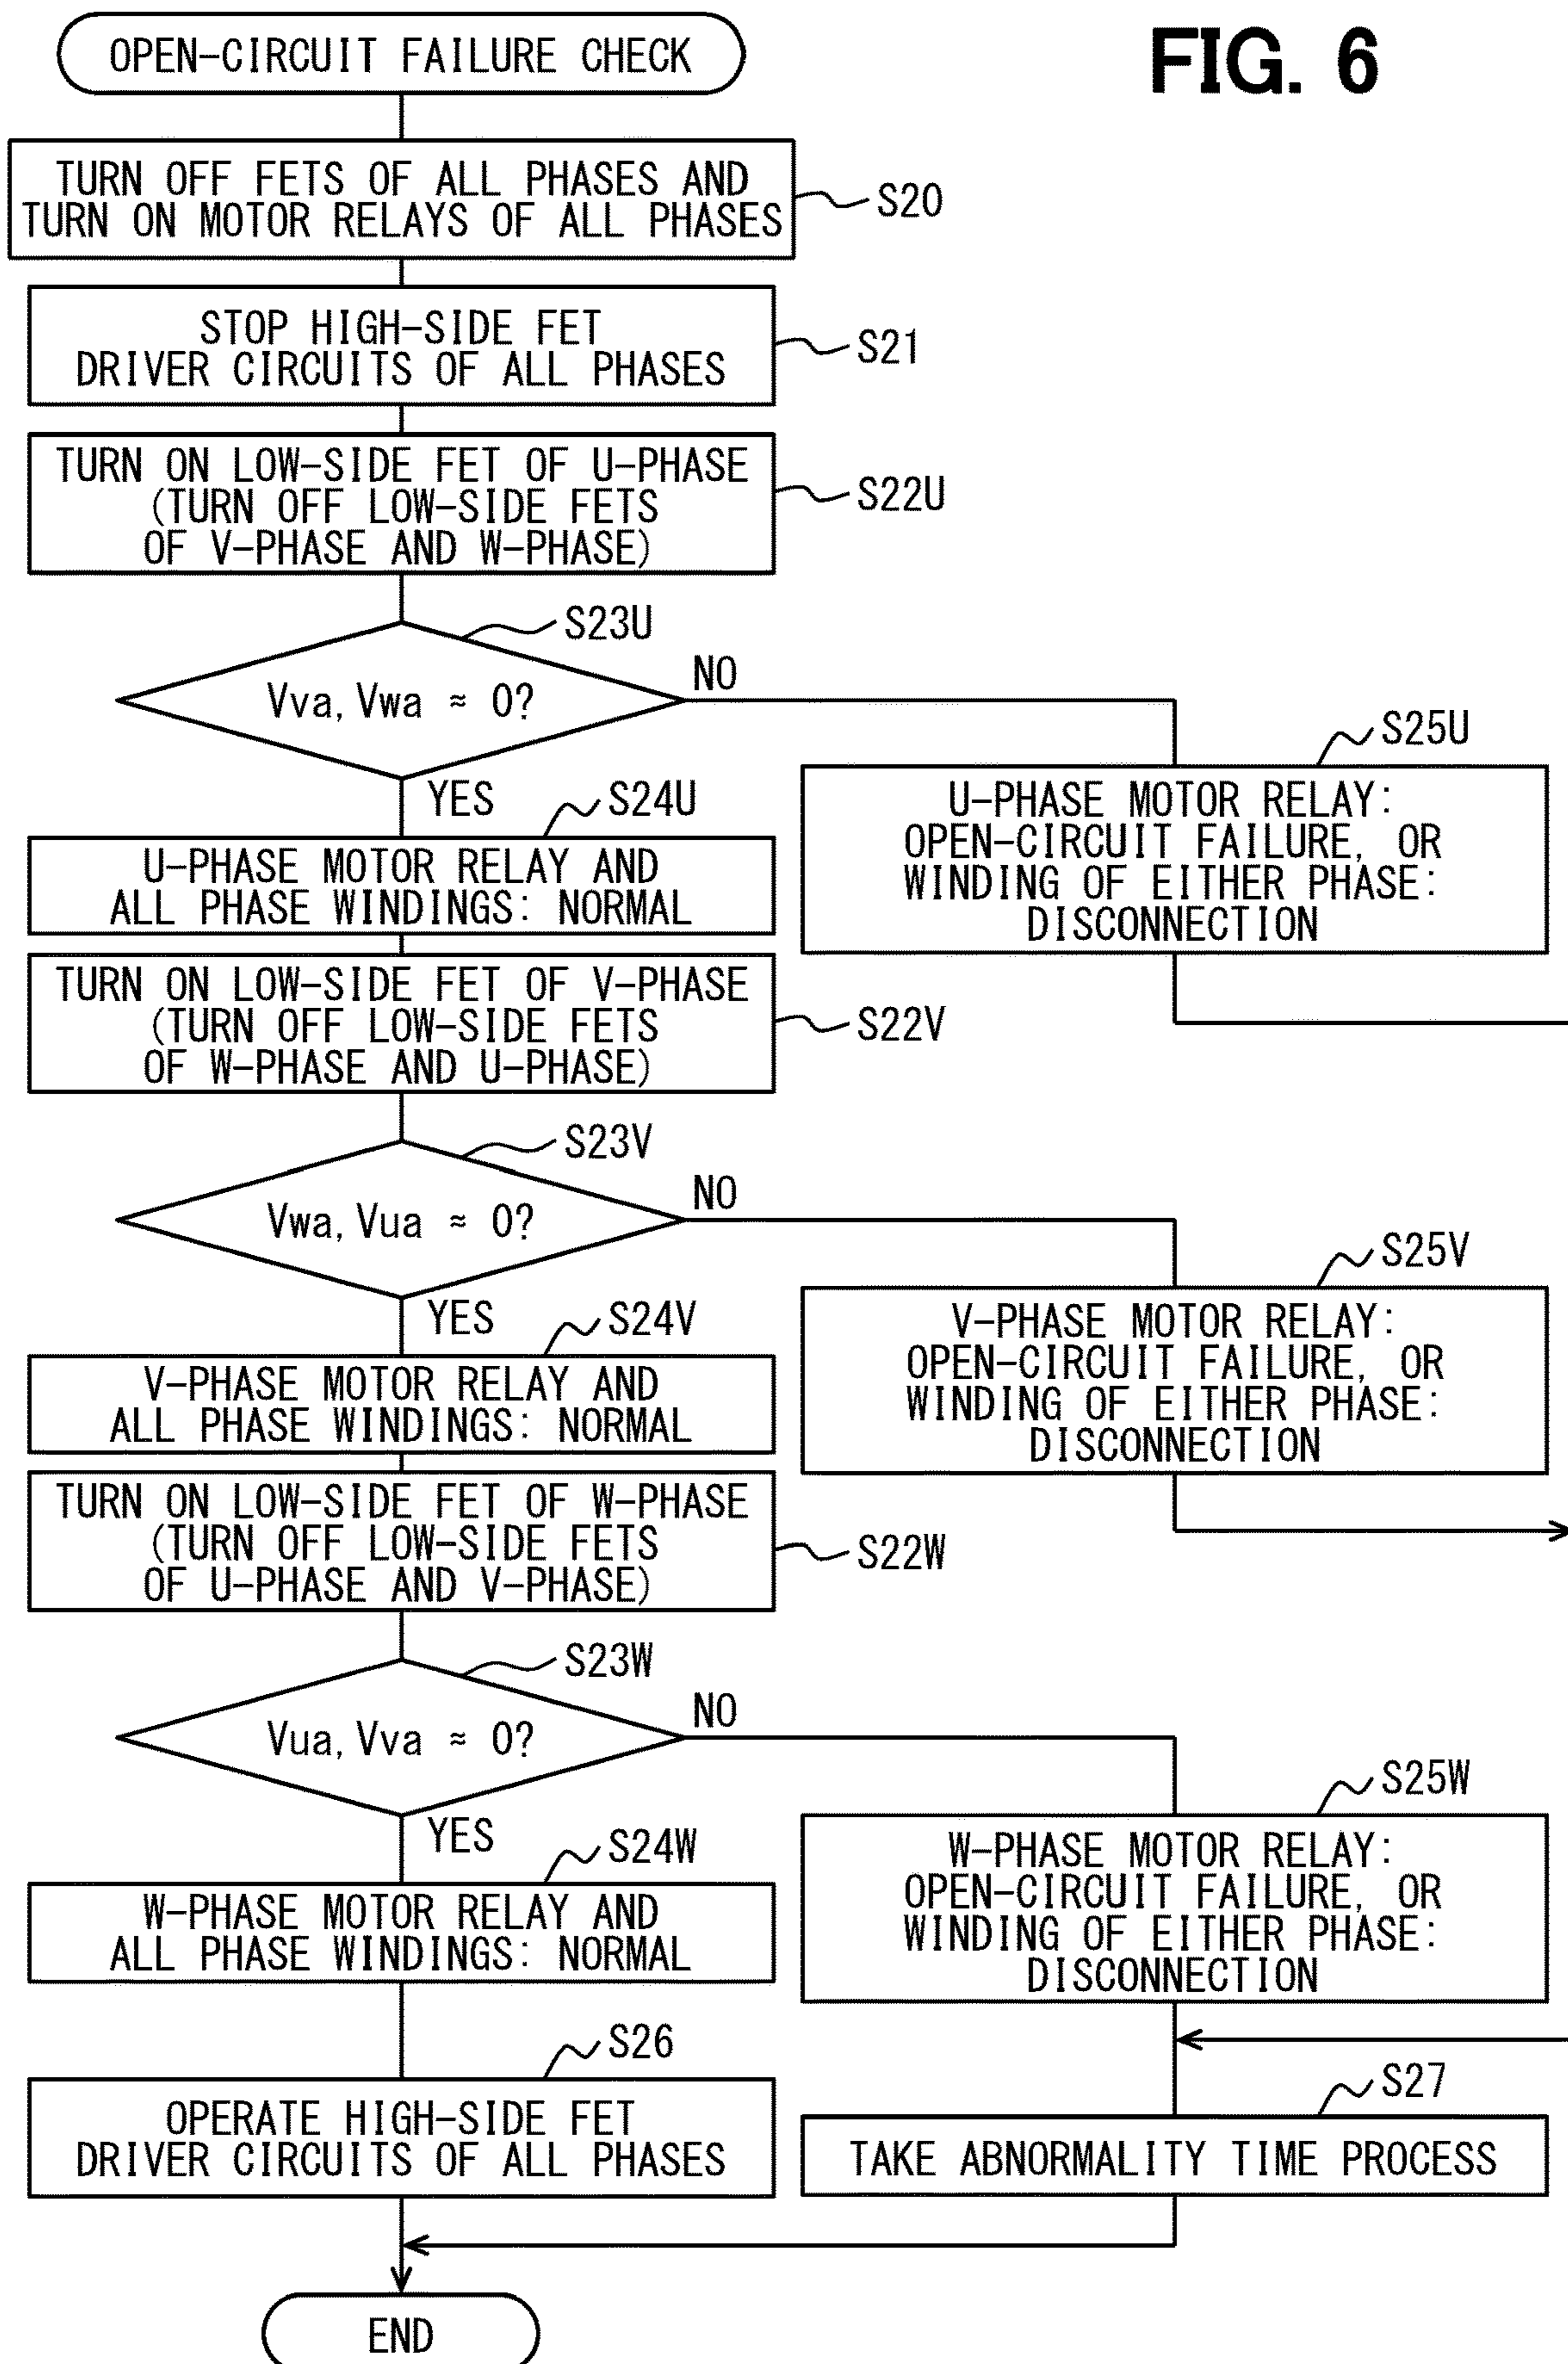 FIG. 6
OPEN-CIRCUIT FAILURE CHECK
TURN OFF FETS OF ALL PHASES AND
TURN ON MOTOR RELAYS OF ALL PHASES
S20
STOP HIGH-SIDE FET
DRIVER CIRCUITS OF ALL PHASES
S21
TURN ON LOW-SIDE FET OF U-PHASE
(TURN OFF LOW-SIDE FETS
OF V-PHASE AND W-PHASE)
S22U
S23U
Vva, Vwa ≈ 0?
NO
YES
S25U
U-PHASE MOTOR RELAY:
OPEN-CIRCUIT FAILURE, OR
WINDING OF EITHER PHASE:
DISCONNECTION
S24U
U-PHASE MOTOR RELAY AND
ALL PHASE WINDINGS: NORMAL
TURN ON LOW-SIDE FET OF V-PHASE
(TURN OFF LOW-SIDE FETS
OF W-PHASE AND U-PHASE)
S22V
S23V
Vwa, Vua ≈ 0?
NO
YES
S25V
V-PHASE MOTOR RELAY:
OPEN-CIRCUIT FAILURE, OR
WINDING OF EITHER PHASE:
DISCONNECTION
S24V
V-PHASE MOTOR RELAY AND
ALL PHASE WINDINGS: NORMAL
TURN ON LOW-SIDE FET OF W-PHASE
(TURN OFF LOW-SIDE FETS
OF U-PHASE AND V-PHASE)
S22W
S23W
Vua, Vva ≈ 0?
NO
YES
S25W
W-PHASE MOTOR RELAY:
OPEN-CIRCUIT FAILURE, OR
WINDING OF EITHER PHASE:
DISCONNECTION
S24W
W-PHASE MOTOR RELAY AND
ALL PHASE WINDINGS: NORMAL
S26
OPERATE HIGH-SIDE FET
DRIVER CIRCUITS OF ALL PHASES
S27
TAKE ABNORMALITY TIME PROCESS
END